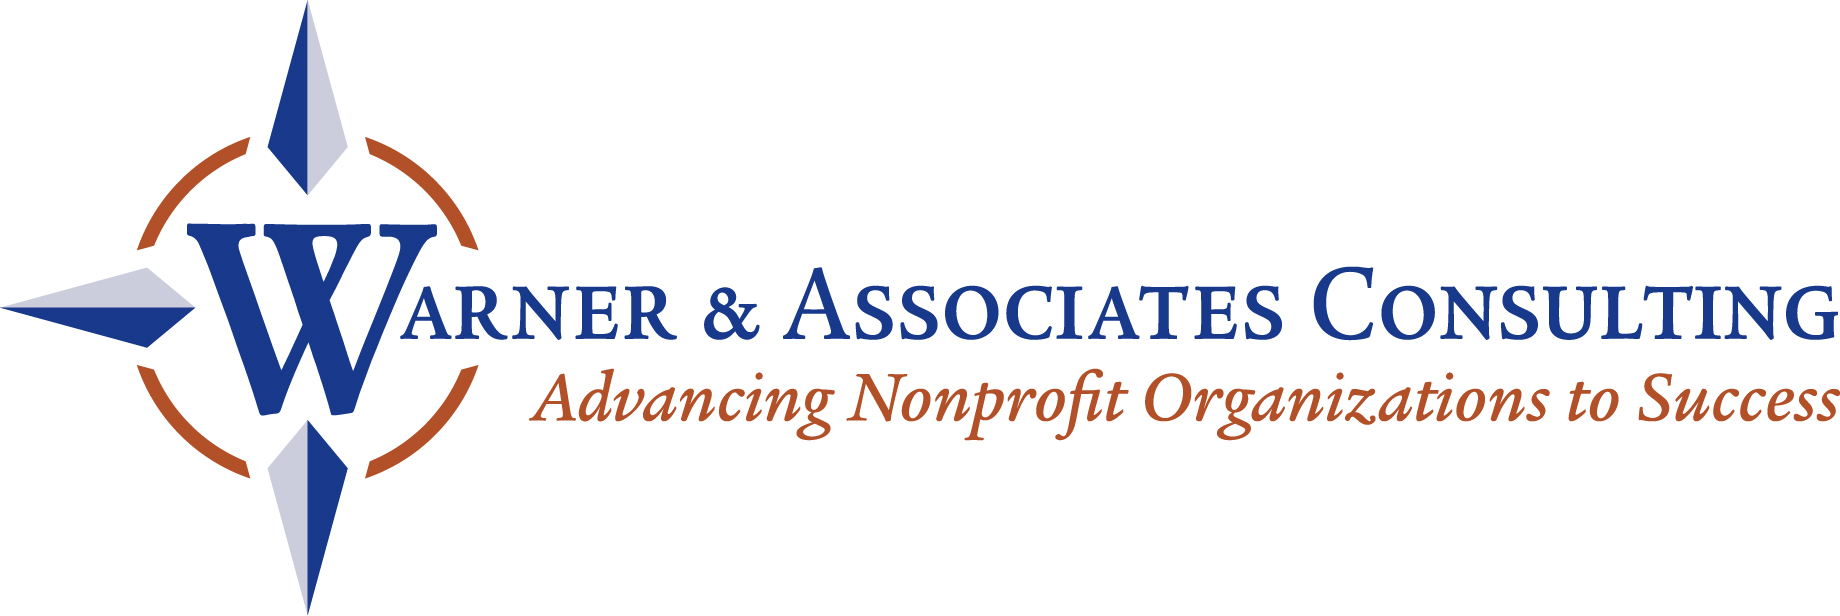 Warner & Associates Consulting
Advancing Nonprofit Organizations to Success